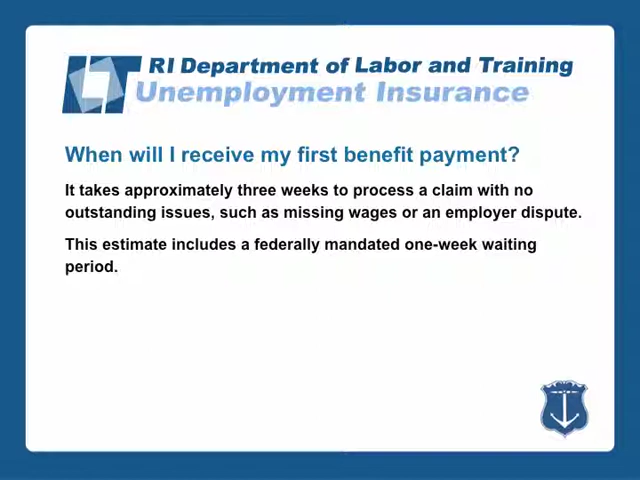 RI Department of Labor and Training
Unemployment Insurance
When will I receive my first benefit payment?
It takes approximately three weeks to process a claim with no
outstanding issues, such as missing wages or an employer dispute.
This estimate includes a federally mandated one-week waiting
period.